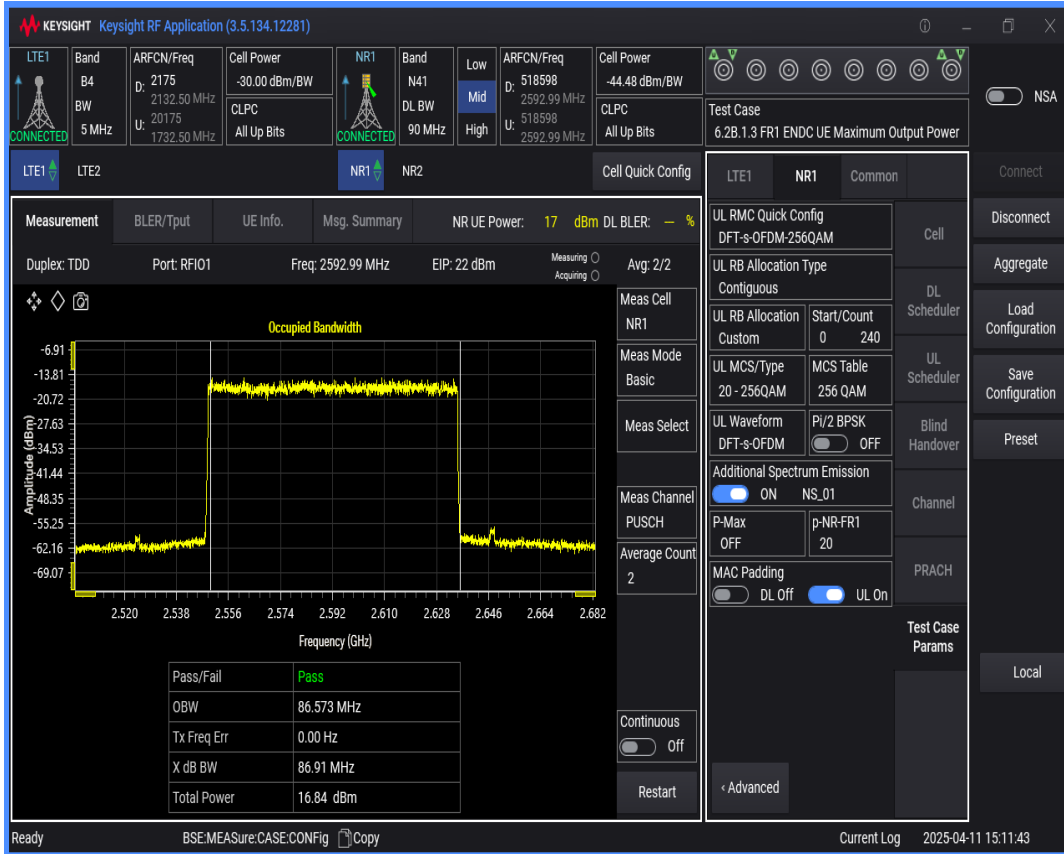 KEYSIGHT Keysight RF Application (3.5.134.12281)
LTE1
CONNECTED
Band
B4
BW
5 MHz
ARFCN/Freq
D: 2175
2132.50 MHz
U: 20175
1732.50 MHz
Cell Power
-30.00 dBm/BW
CLPC
All Up Bits
NR1
CONNECTED
Band
N41
DL BW
90 MHz
Low
Mid
High
ARFCN/Freq
D: 518598
2592.99 MHz
U: 518598
2592.99 MHz
Cell Power
-44.48 dBm/BW
CLPC
All Up Bits
A V A V
Test Case
6.2B.1.3 FR1 ENDC UE Maximum Output Power
NSA
LTE1 LTE2 NR1 NR2 Cell Quick Config
Measurement BLER/Tput UE Info. Msg. Summary NR UE Power: 17 dBm DL BLER: — %
Duplex: TDD Port: RFIO1 Freq: 2592.99 MHz EIP: 22 dBm Measuring Acquiring Avg: 2/2
Occupied Bandwidth
Amplitude (dBm)
-6.91
-13.81
-20.72
-27.63
-34.53
-41.44
-48.35
-55.25
-62.16
-69.07
2.520 2.538 2.556 2.574 2.592 2.610 2.628 2.646 2.664 2.682
Frequency (GHz)
Pass/Fail Pass
OBW 86.573 MHz
Tx Freq Err 0.00 Hz
X dB BW 86.91 MHz
Total Power 16.84 dBm
Meas Cell
NR1
Meas Mode
Basic
Meas Select
Meas Channel
PUSCH
Average Count
2
Continuous
Off
Restart
LTE1 NR1 Common
UL RMC Quick Config
DFT-s-OFDM-256QAM
UL RB Allocation Type
Contiguous
UL RB Allocation
Custom
Start/Count
0 240
UL MCS/Type
20 - 256QAM
MCS Table
256 QAM
UL Waveform
DFT-s-OFDM
Pi/2 BPSK
OFF
Additional Spectrum Emission
ON NS_01
P-Max
OFF
p-NR-FR1
20
MAC Padding
DL Off UL On
‹ Advanced
Cell
DL
Scheduler
UL
Scheduler
Blind
Handover
Channel
PRACH
Test Case
Params
Connect
Disconnect
Aggregate
Load
Configuration
Save
Configuration
Preset
Local
Ready BSE:MEASure:CASE:CONFig Copy Current Log 2025-04-11 15:11:43